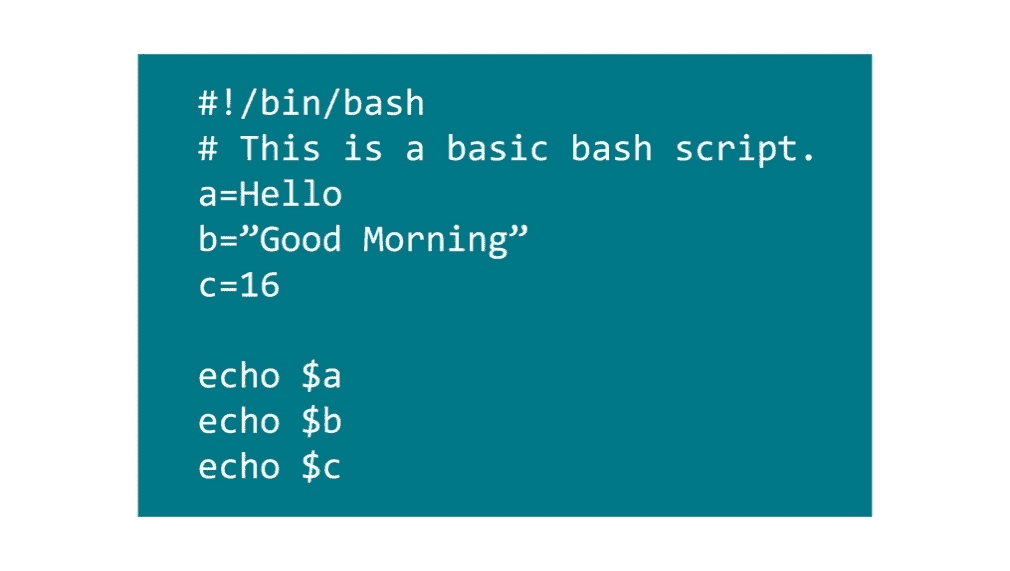 #!/bin/bash
# This is a basic bash script.
a=Hello
b=”Good Morning”
c=16
echo $a
echo $b
echo $c